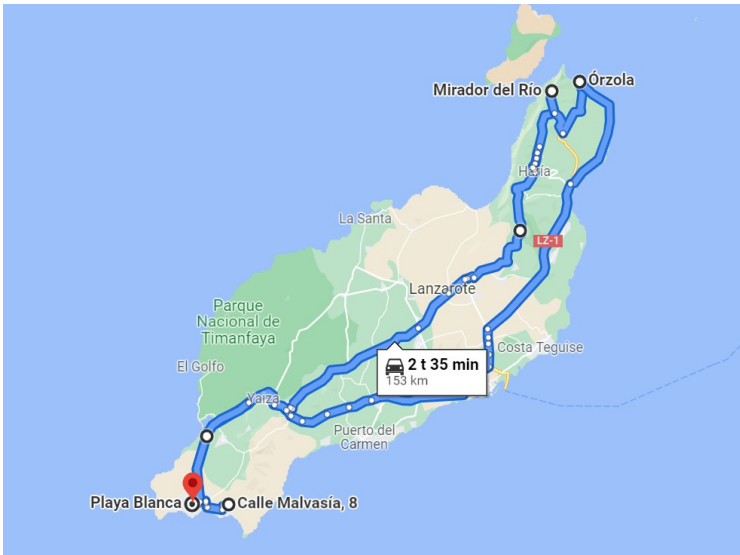 Mirador del Río
Órzola
Haría
La Santa
LZ-1
Lanzarote
Parque
Nacional de
Timanfaya
Costa Teguise
2 t 35 min
153 km
El Golfo
Yaiza
Puerto del
Carmen
Playa Blanca
Calle Malvasía, 8